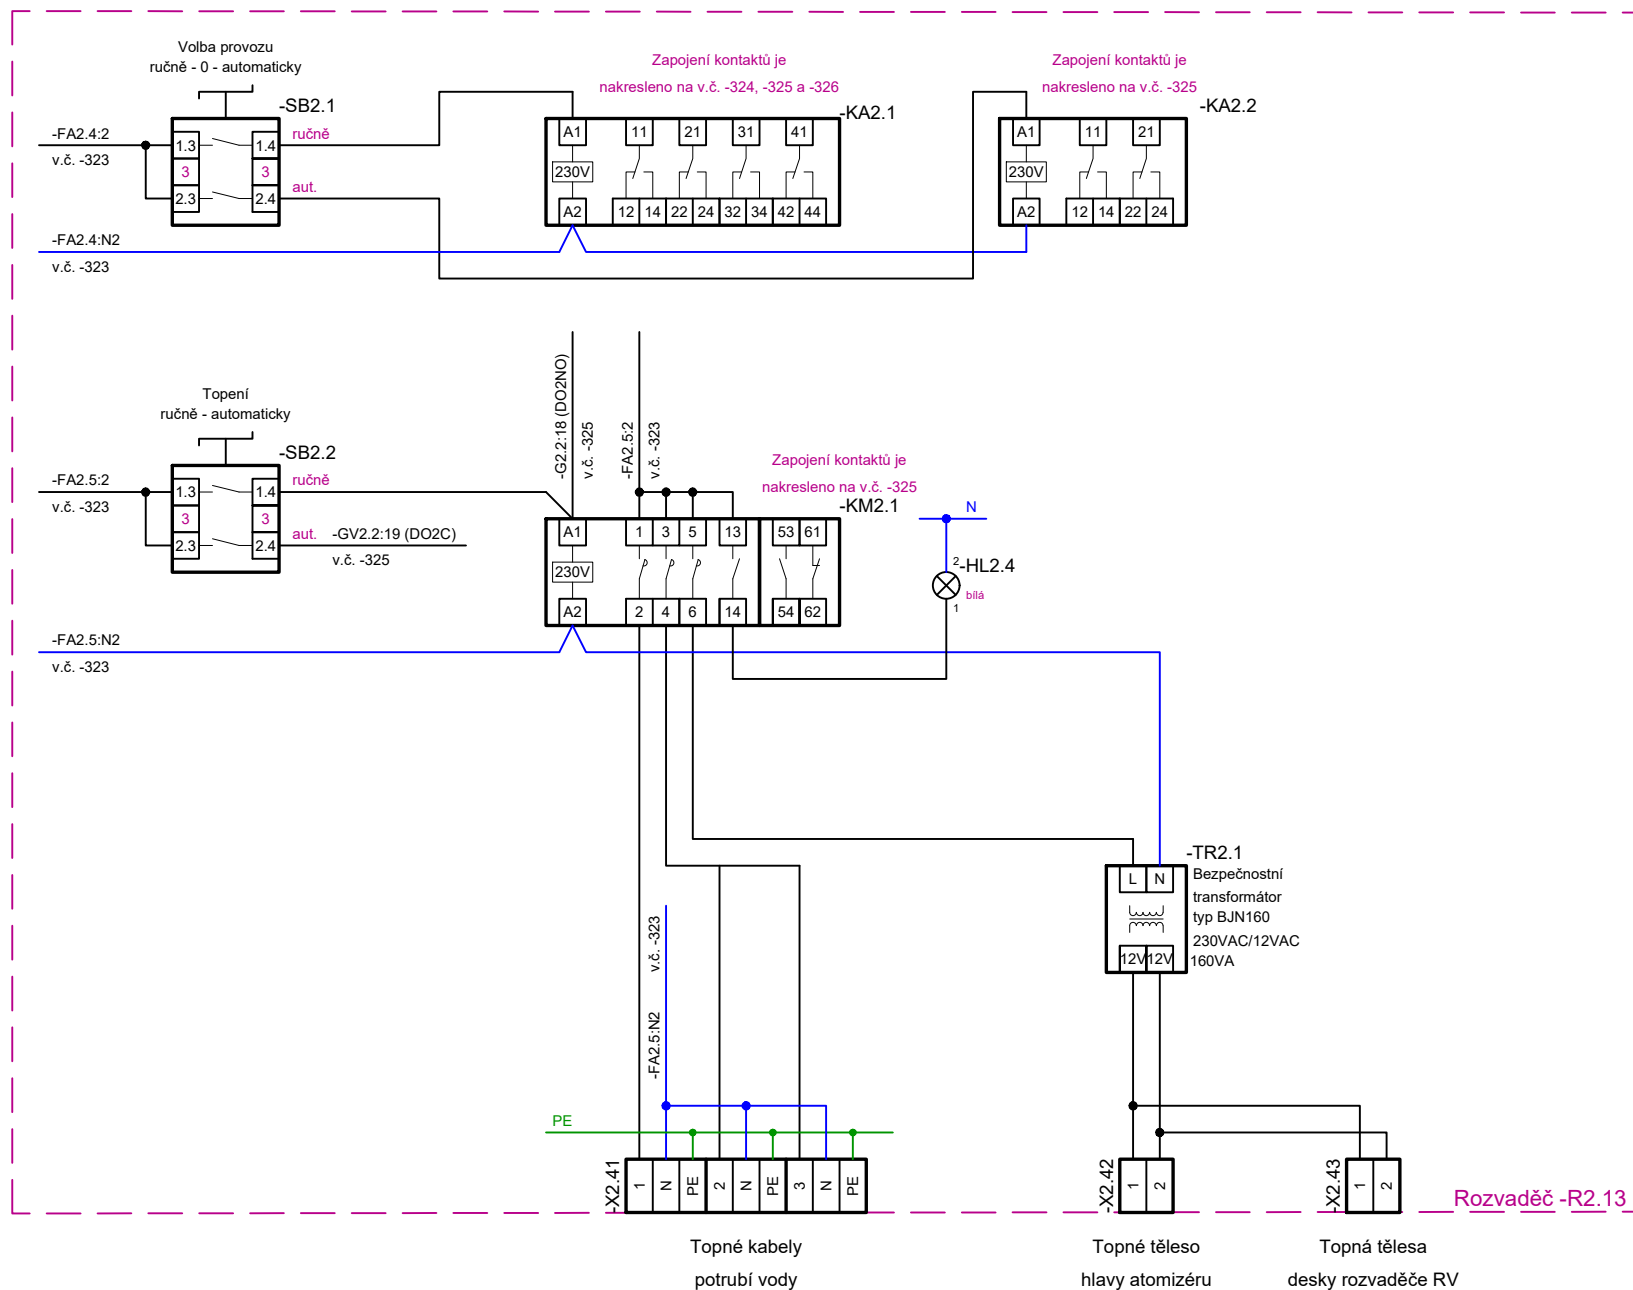 Volba provozu
ručně - 0 - automaticky
-SB2.1
-FA2.4:2
v.č. -323
1.3
1.4
3
3
2.3
2.4
ručně
aut.
-FA2.4:N2
v.č. -323
Zapojení kontaktů je
nakresleno na v.č. -324, -325 a -326
-KA2.1
A1
11
21
31
41
230V
A2
12
14
22
24
32
34
42
44
Zapojení kontaktů je
nakresleno na v.č. -325
-KA2.2
A1
11
21
230V
A2
12
14
22
24
Topení
ručně - automaticky
-SB2.2
-FA2.5:2
v.č. -323
1.3
1.4
3
3
2.3
2.4
ručně
aut.
-GV2.2:19 (DO2C)
v.č. -325
-FA2.5:N2
v.č. -323
-G2.2:18 (DO2NO)
v.č. -325
-FA2.5:2
v.č. -323
Zapojení kontaktů je
nakresleno na v.č. -325
-KM2.1
A1
1
3
5
13
53
61
230V
A2
2
4
6
14
54
62
N
2
-HL2.4
bílá
1
-TR2.1
L
N
12V
12V
Bezpečnostní
transformátor
typ BJN160
230VAC/12VAC
160VA
v.č. -323
-FA2.5:N2
PE
-X2.41
1
N
PE
2
N
PE
3
N
PE
-X2.42
1
2
-X2.43
1
2
Rozvaděč -R2.13
Topné kabely
potrubí vody
Topné těleso
hlavy atomizéru
Topná tělesa
desky rozvaděče RV